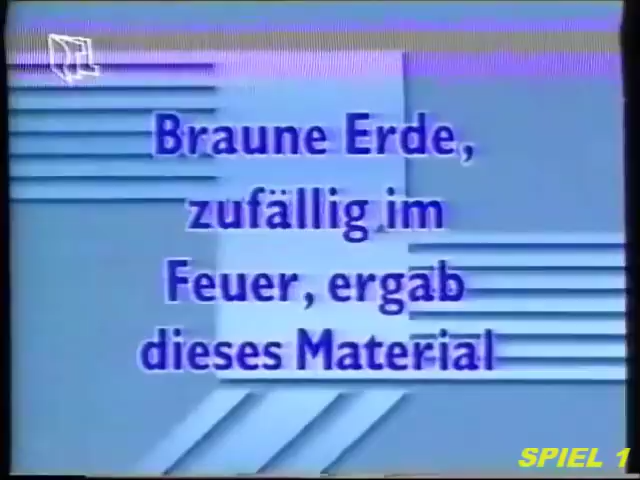 Braune Erde,
zufällig im
Feuer, ergab
dieses Material
SPIEL 1